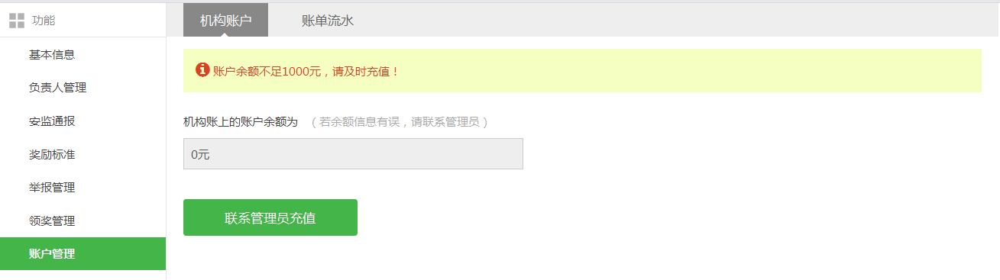 功能
基本信息
负责人管理
安监通报
奖励标准
举报管理
领奖管理
账户管理
机构账户 账单流水
账户余额不足1000元，请及时充值！
机构账上的账户余额为 （若余额信息有误，请联系管理员）
0元
联系管理员充值